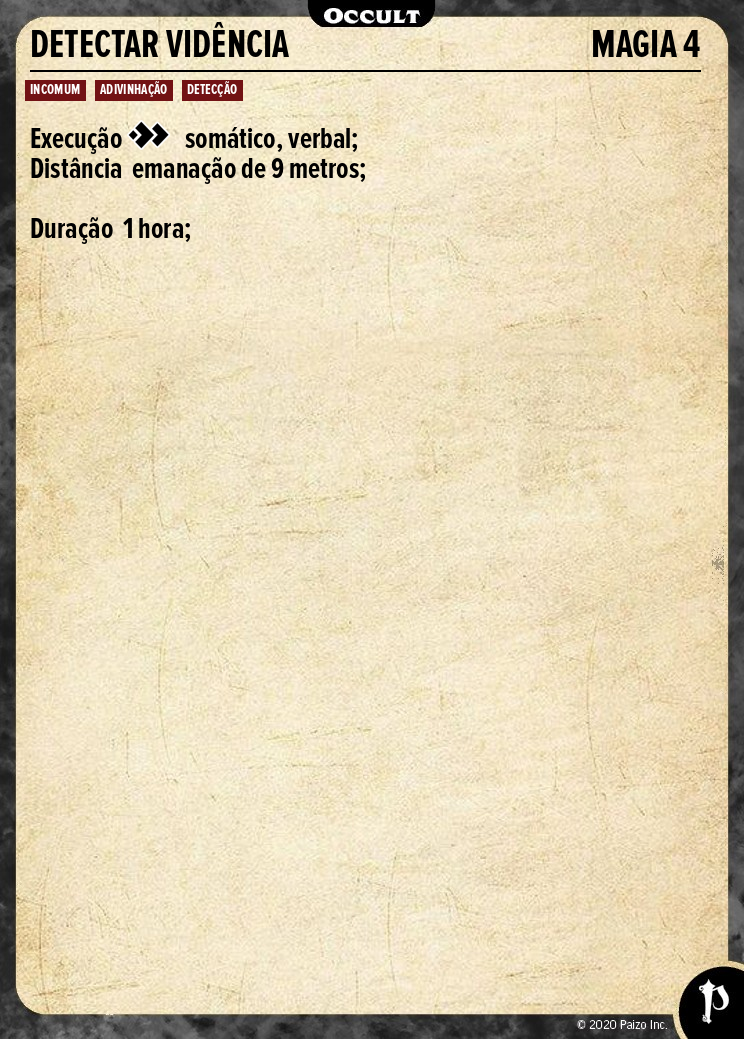 OCCULT
DETECTAR VIDÊNCIA MAGIA 4
INCOMUM ADIVINHAÇÃO DETECÇÃO
Execução somático, verbal;
Distância emanação de 9 metros;
Duração 1 hora;
© 2020 Paizo Inc.
P